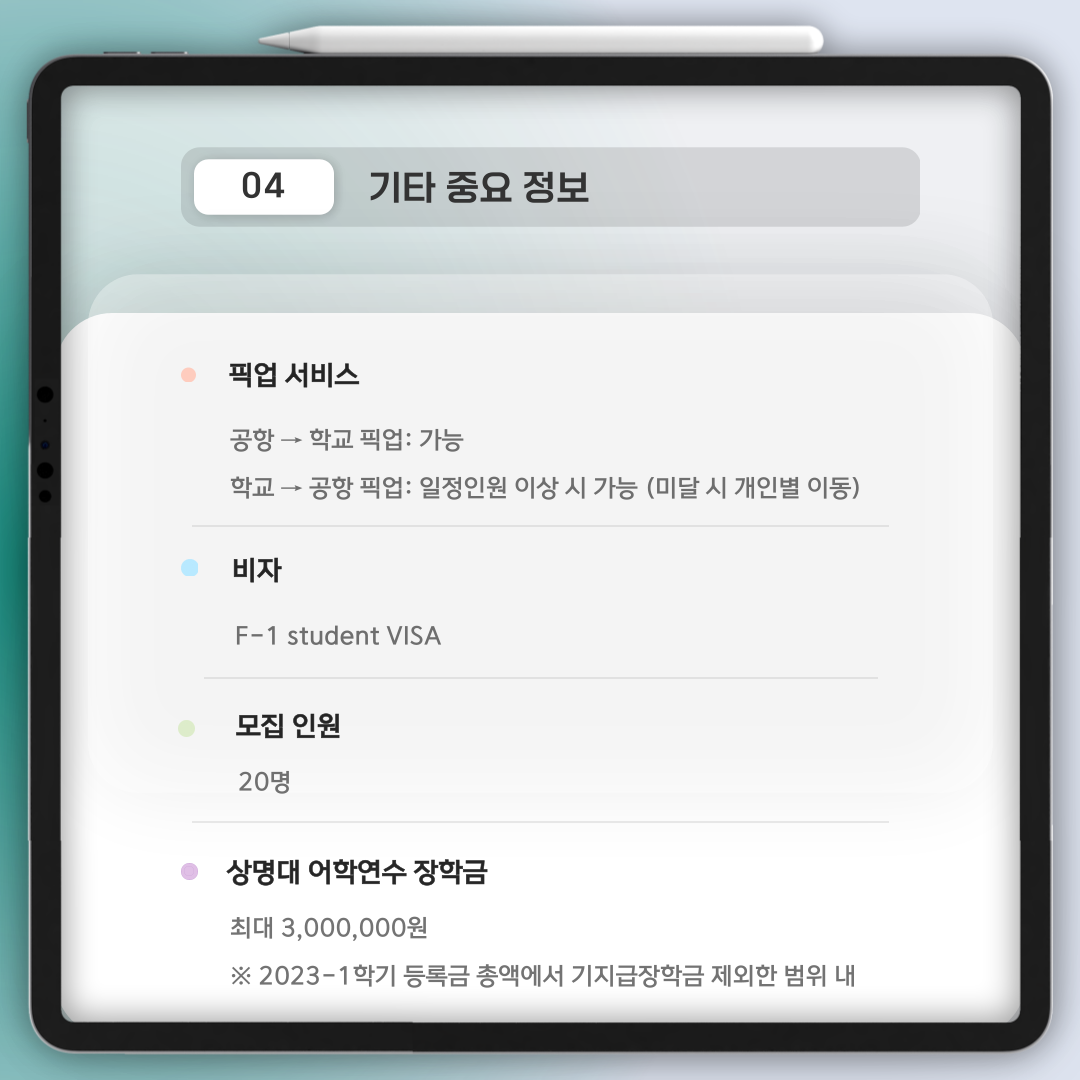 04 기타 중요 정보
픽업 서비스
공항 → 학교 픽업: 가능
학교 → 공항 픽업: 일정인원 이상 시 가능 (미달 시 개인별 이동)
비자
F-1 student VISA
모집 인원
20명
상명대 어학연수 장학금
최대 3,000,000원
※ 2023-1학기 등록금 총액에서 기지급장학금 제외한 범위 내